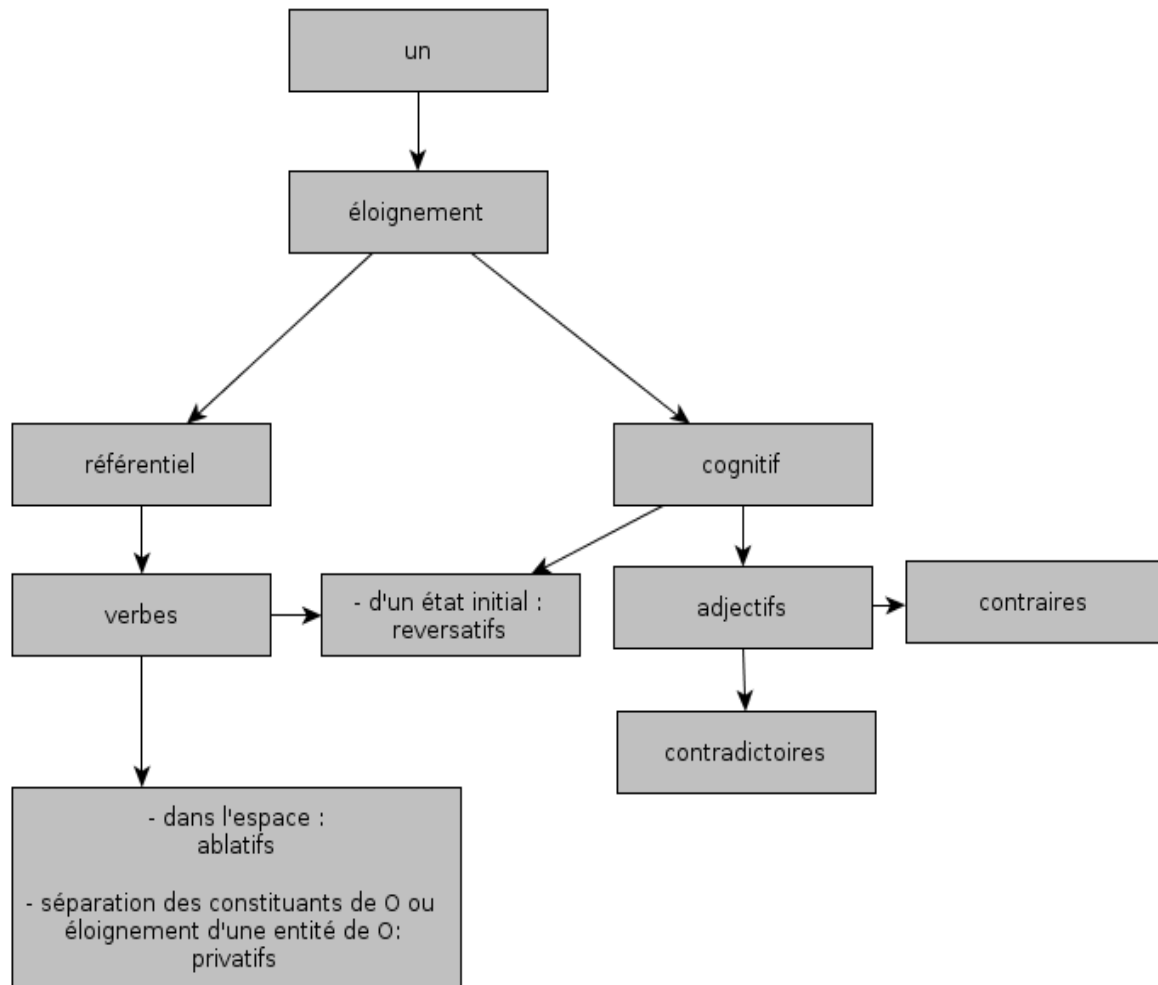 un
éloignement
référentiel
cognitif
verbes
- d'un état initial :
reversatifs
adjectifs
contraires
contradictoires
- dans l'espace :
ablatifs
- séparation des constituants de O ou
éloignement d'une entité de O:
privatifs